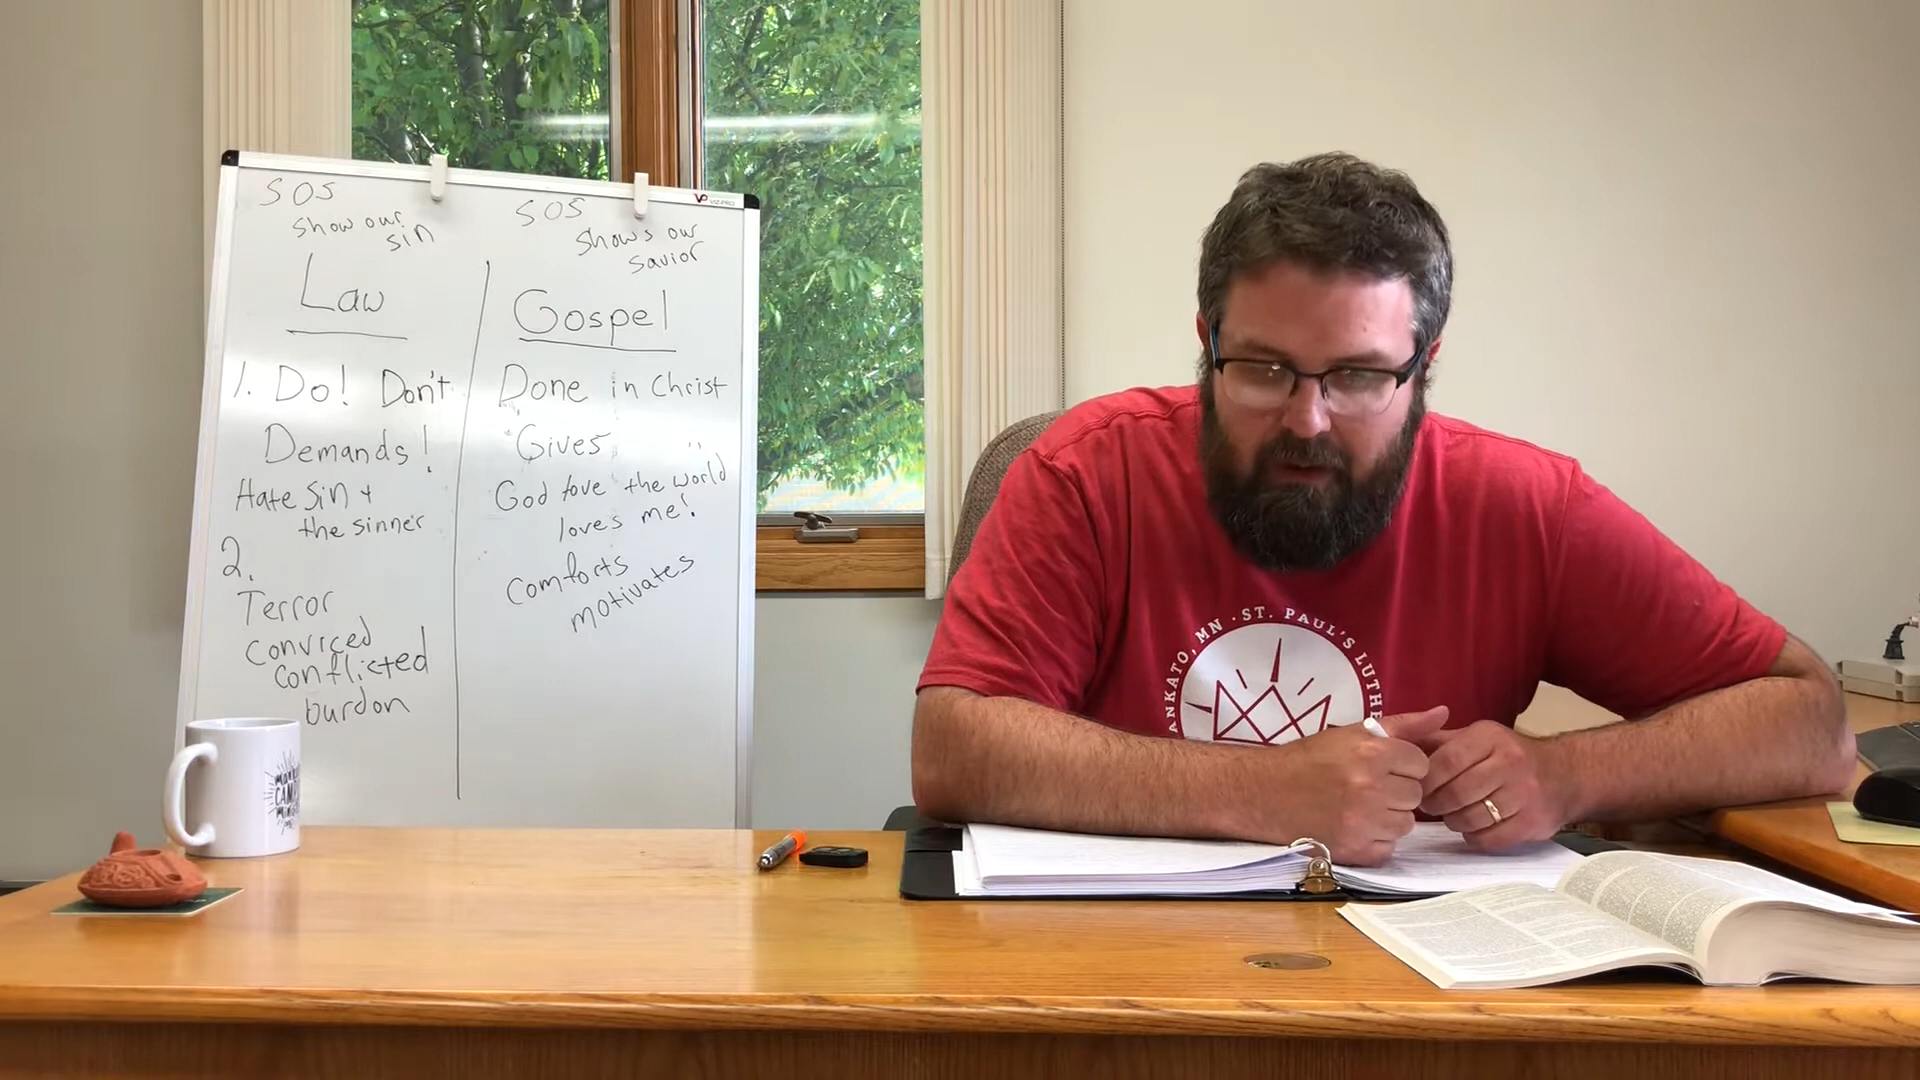 SOS
show our
sin
Law
1. Do! Don't
Demands!
Hate Sin +
the sinner
2.
Terror
conviced
conflicted
burdon
SOS
Shows our
savior
Gospel
Done in Christ
"Gives"
God love the world
loves me!
comforts
motivates
VIZ-PRO
ANKATO, MN · ST. PAUL'S LUTHE